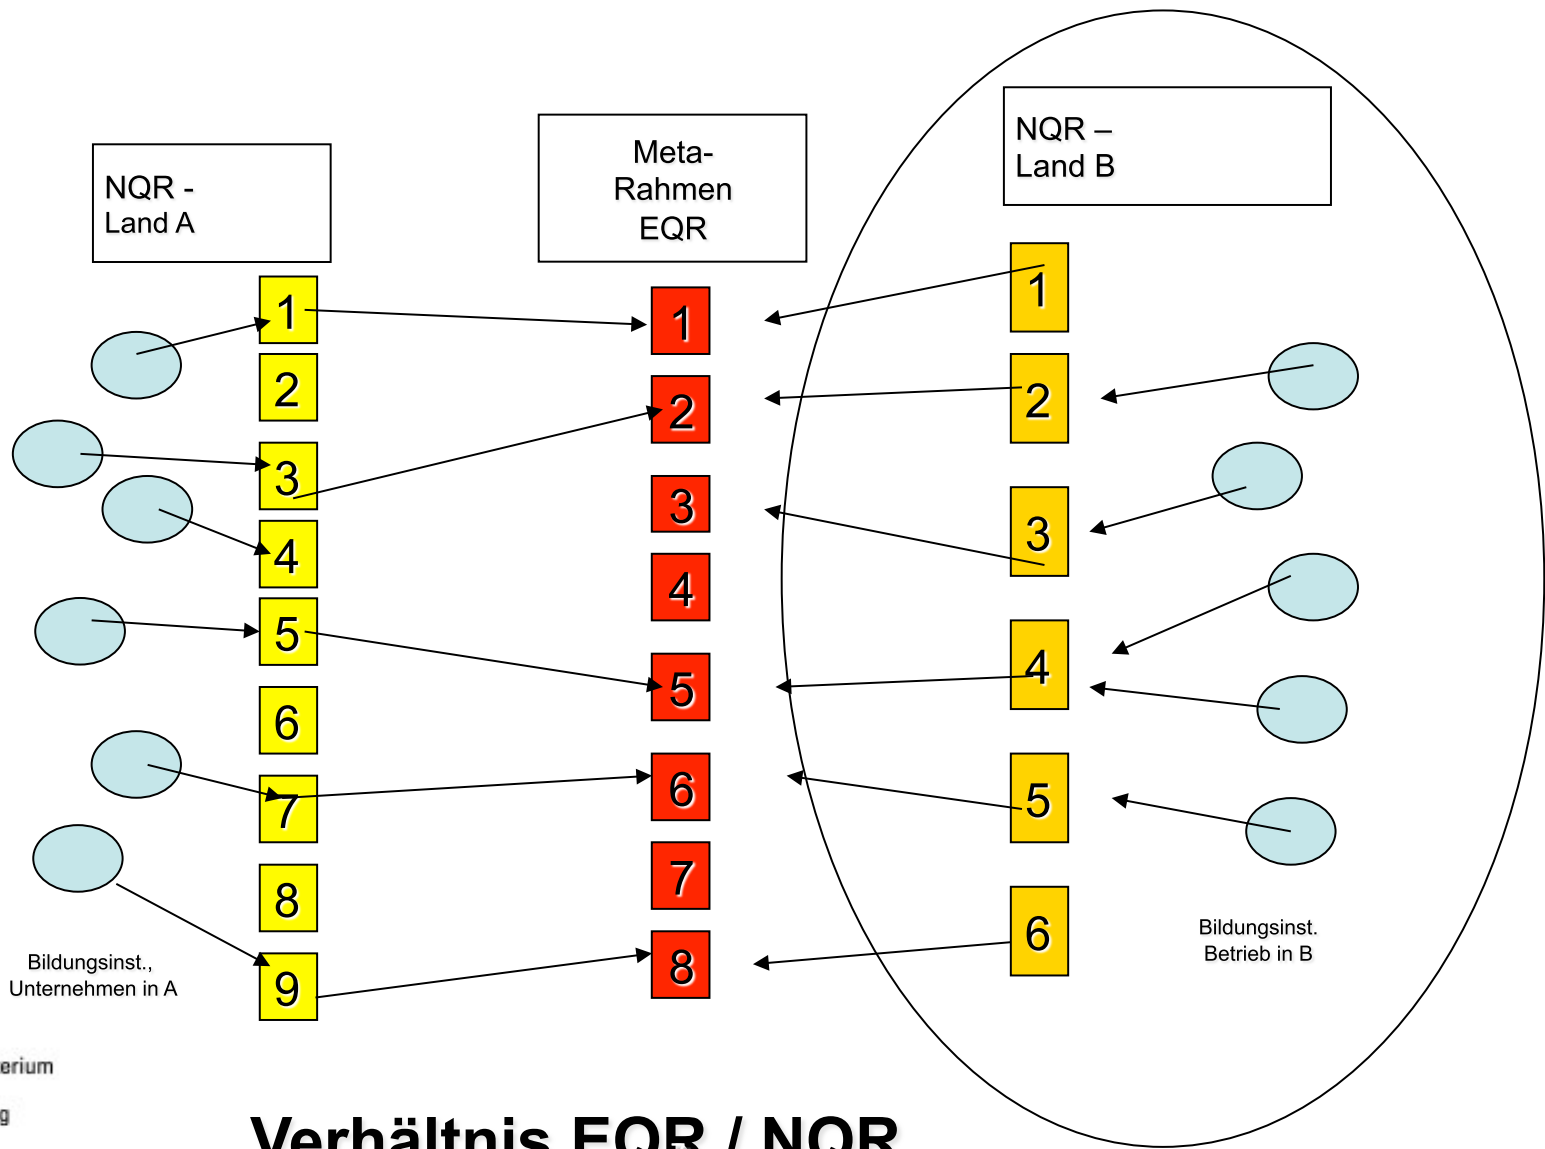 NQR -
Land A
Meta-
Rahmen
EQR
NQR –
Land B
1
2
3
4
5
6
7
8
9
1
2
3
4
5
6
7
8
1
2
3
4
5
6
Bildungsinst.,
Unternehmen in A
Bildungsinst.
Betrieb in B
erium
g
Verhältnis EQR / NQR